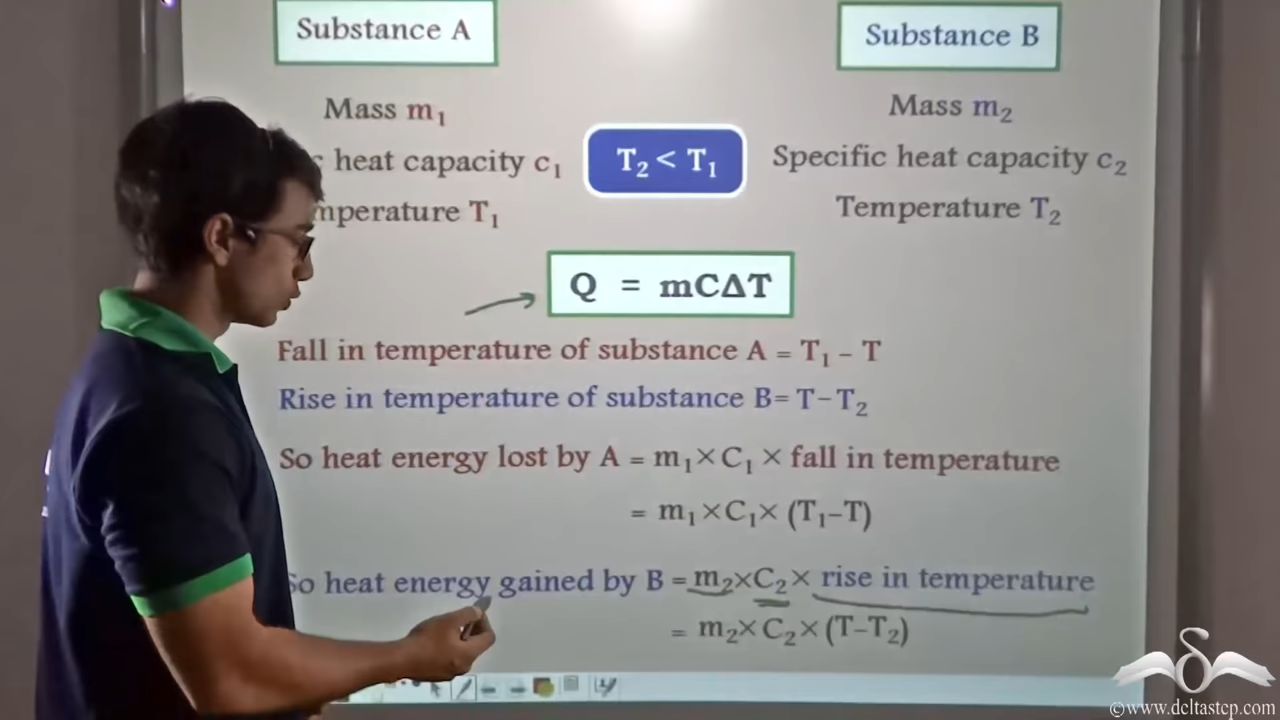 Substance A
Substance B
Mass m₁
Mass m₂
heat capacity c₁
T₂ < T₁
Specific heat capacity c₂
mperature T₁
Temperature T₂
Q = mCΔT
Fall in temperature of substance A = T₁ – T
Rise in temperature of substance B= T–T₂
So heat energy lost by A = m₁×C₁ × fall in temperature
= m₁×C₁× (T₁–T)
So heat energy gained by B = m₂×C₂× rise in temperature
= m₂×C₂×(T–T₂)
©www.deltastep.com